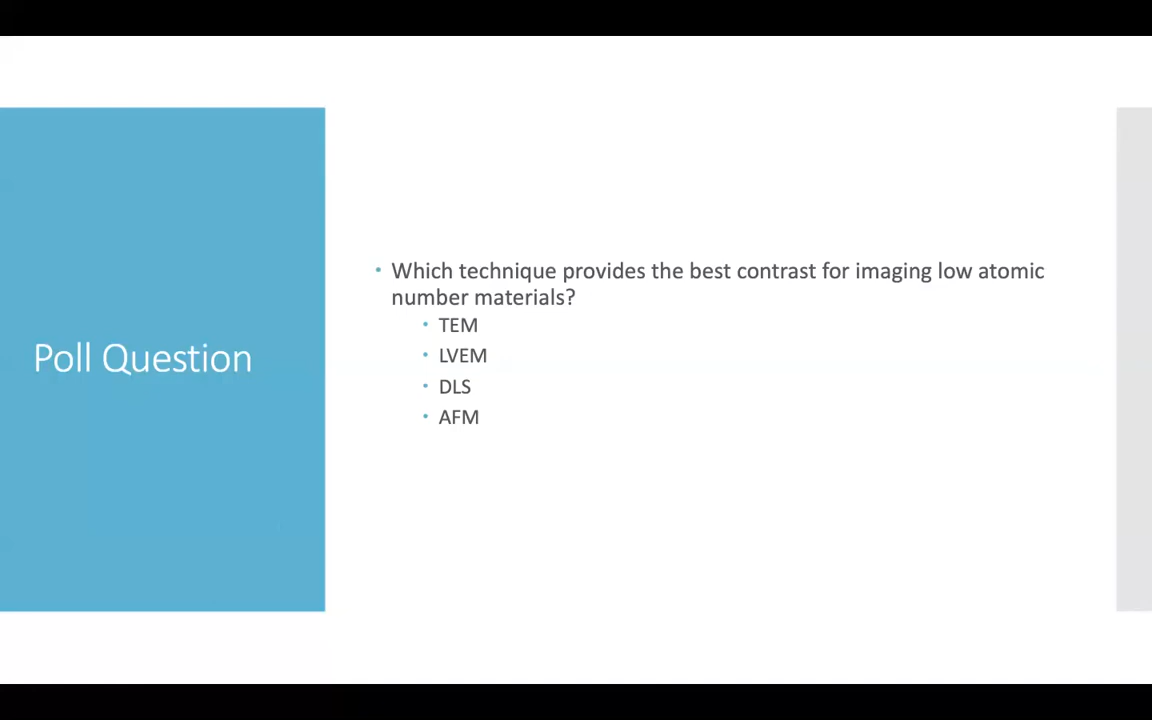 Poll Question
• Which technique provides the best contrast for imaging low atomic
number materials?
• TEM
• LVEM
• DLS
• AFM